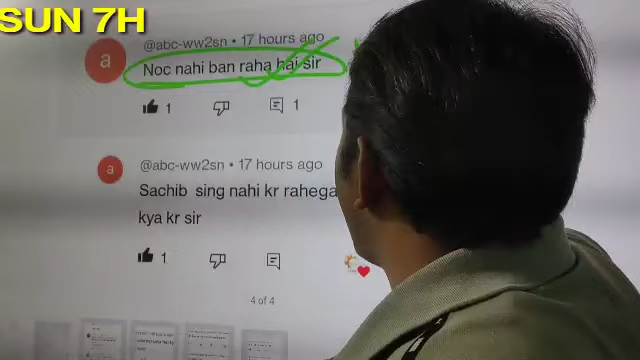 SUN 7H
a
@abc-ww2sn • 17 hours ago
Noc nahi ban raha hai sir
1
1
a
@abc-ww2sn • 17 hours ago
Sachib sing nahi kr rahega
kya kr sir
1
4 of 4